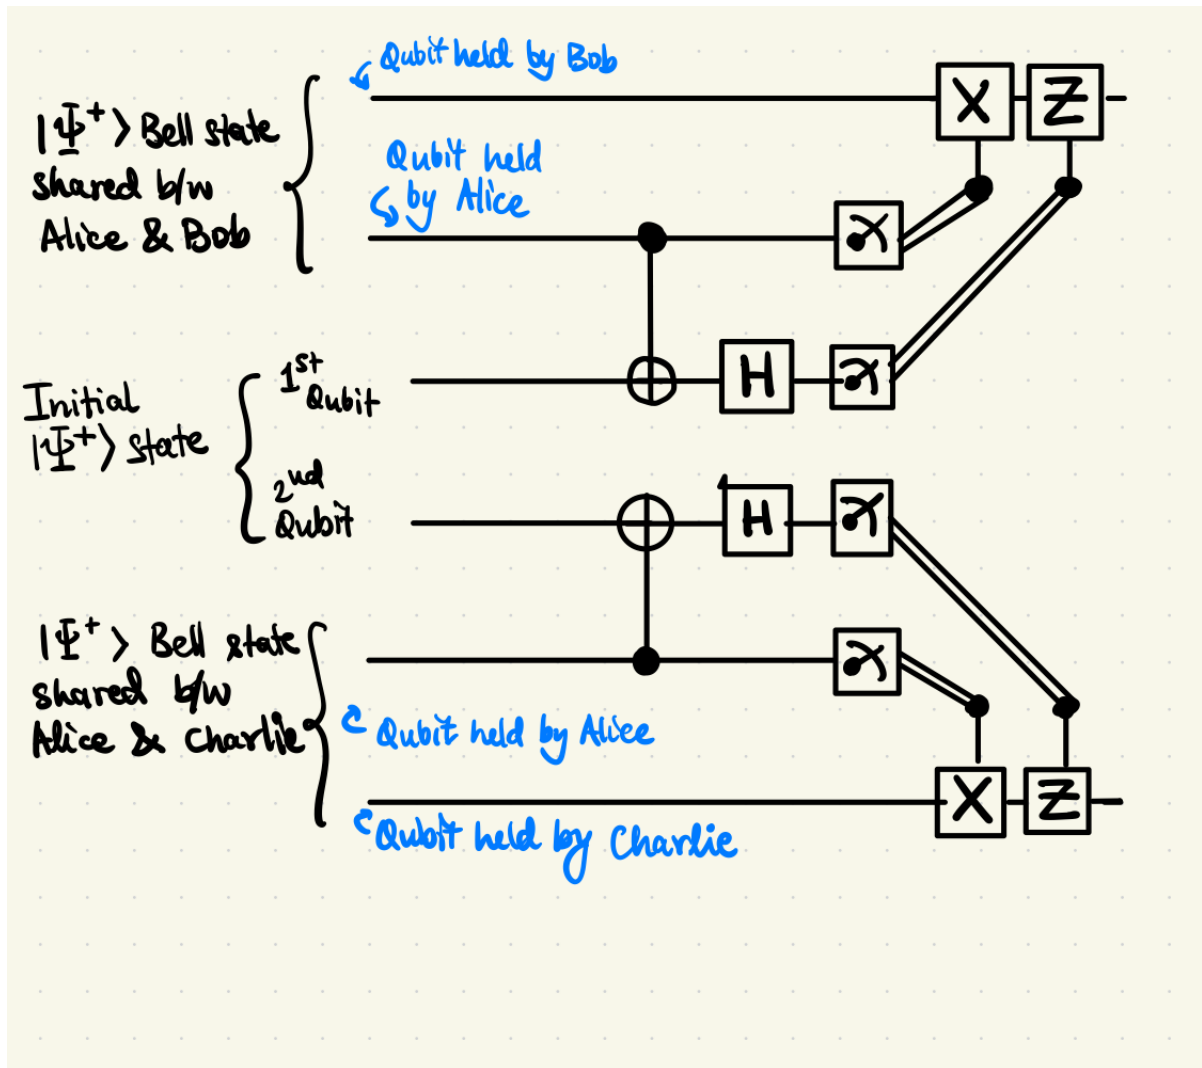 Qubit held by Bob
|Ψ⁺⟩ Bell state
shared b/w
Alice & Bob
Qubit held
by Alice
X Z
1st
Qubit
Initial
|Ψ⁺⟩ state
H
2nd
Qubit
H
|Ψ⁺⟩ Bell state
shared b/w
Alice & Charlie
Qubit held by Alice
X Z
Qubit held by Charlie